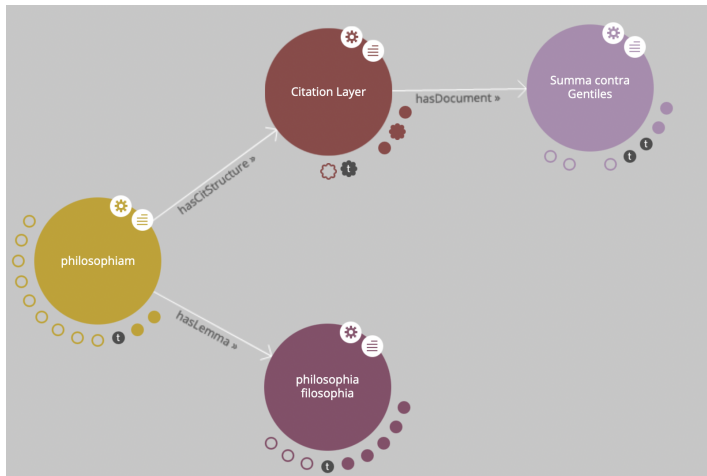 Citation Layer
hasDocument »
Summa contra
Gentiles
t
t
t
hasCitStructure »
philosophiam
t
hasLemma »
philosophia
filosophia
t